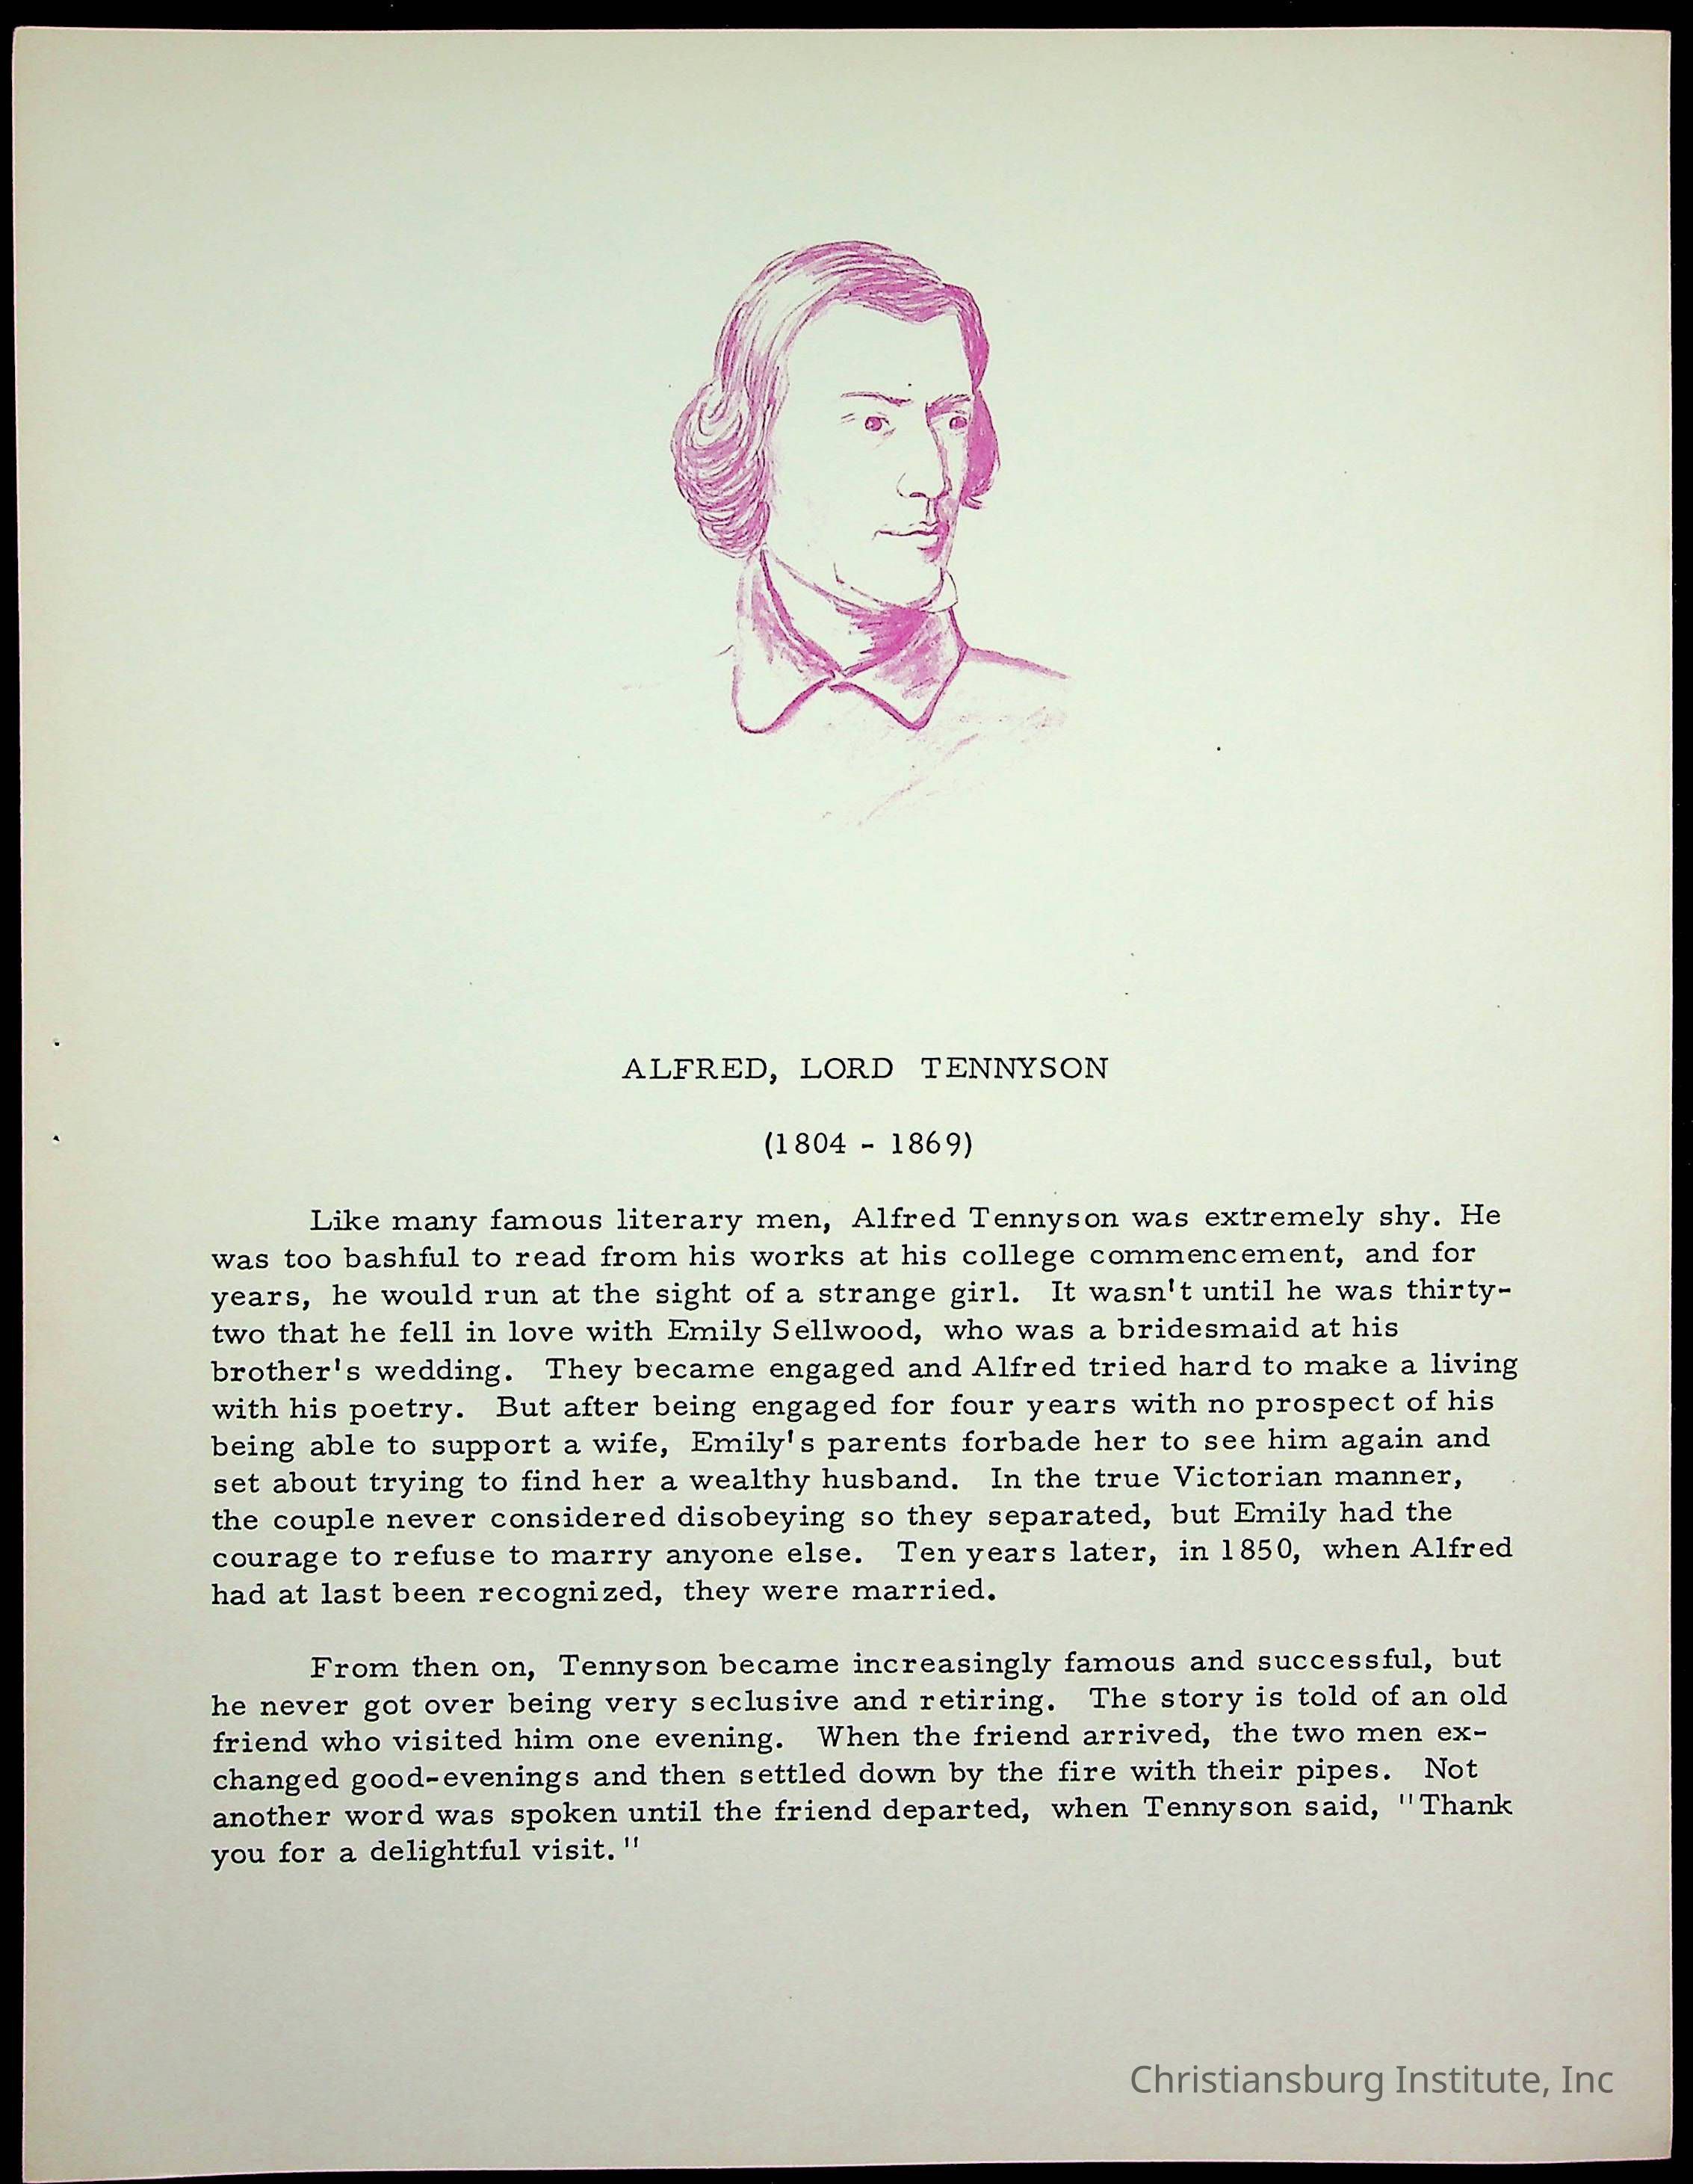 ALFRED, LORD TENNYSON
(1804 - 1869)
Like many famous literary men, Alfred Tennyson was extremely shy. He
was too bashful to read from his works at his college commencement, and for
years, he would run at the sight of a strange girl. It wasn't until he was thirty-
two that he fell in love with Emily Sellwood, who was a bridesmaid at his
brother's wedding. They became engaged and Alfred tried hard to make a living
with his poetry. But after being engaged for four years with no prospect of his
being able to support a wife, Emily's parents forbade her to see him again and
set about trying to find her a wealthy husband. In the true Victorian manner,
the couple never considered disobeying so they separated, but Emily had the
courage to refuse to marry anyone else. Ten years later, in 1850, when Alfred
had at last been recognized, they were married.
From then on, Tennyson became increasingly famous and successful, but
he never got over being very seclusive and retiring. The story is told of an old
friend who visited him one evening. When the friend arrived, the two men ex-
changed good-evenings and then settled down by the fire with their pipes. Not
another word was spoken until the friend departed, when Tennyson said, "Thank
you for a delightful visit."
Christiansburg Institute, Inc